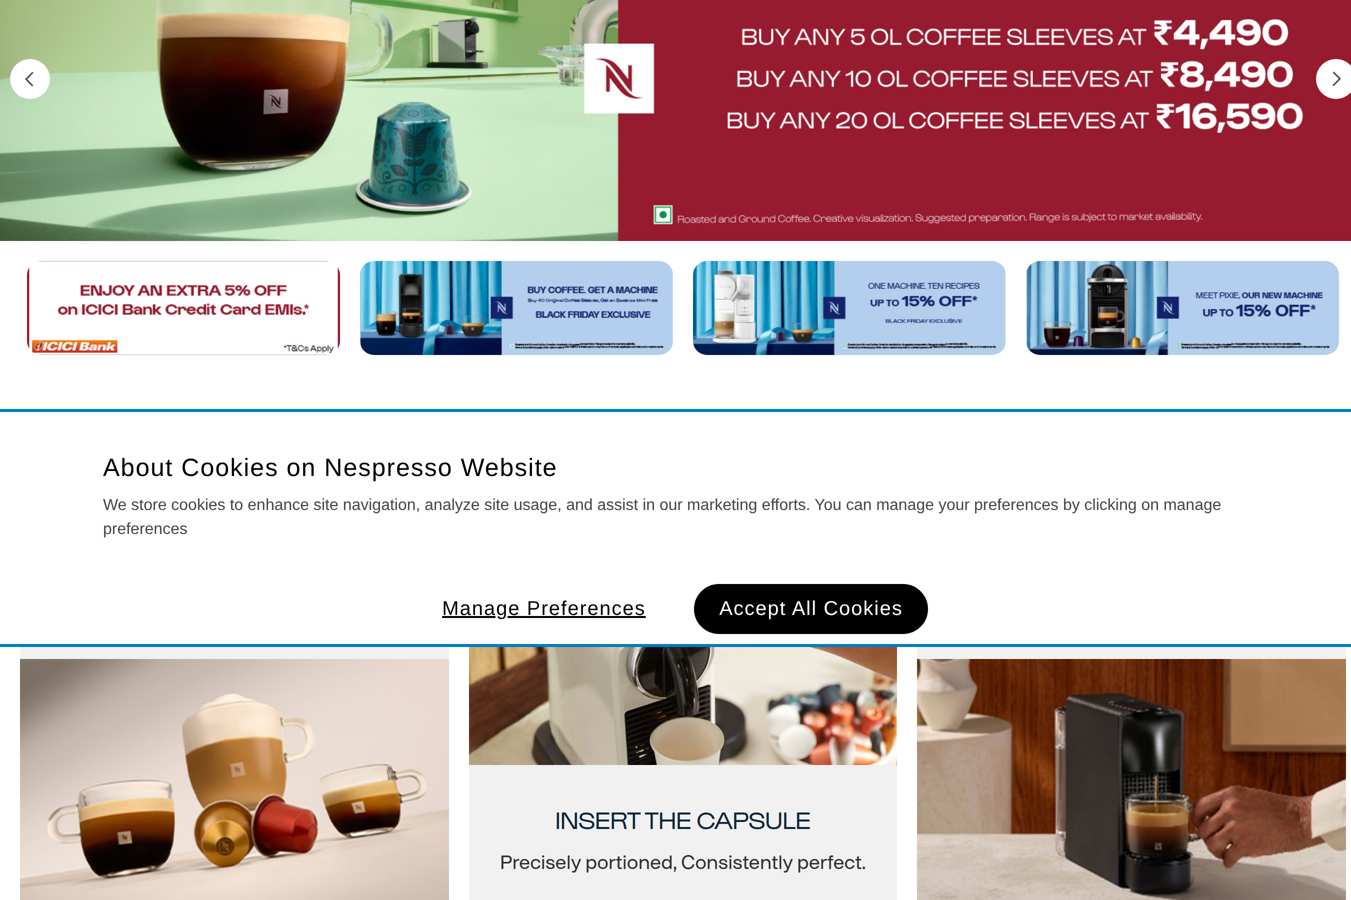 BUY ANY 5 OL COFFEE SLEEVES AT ₹4,490
BUY ANY 10 OL COFFEE SLEEVES AT ₹8,490
BUY ANY 20 OL COFFEE SLEEVES AT ₹16,590
Roasted and Ground Coffee. Creative visualization. Suggested preparation. Range is subject to market availability.
ENJOY AN EXTRA 5% OFF
on ICICI Bank Credit Card EMIs.*
ICICI Bank
*T&Cs Apply
BUY COFFEE. GET A MACHINE
BLACK FRIDAY EXCLUSIVE
ONE MACHINE. TEN RECIPES
UP TO 15% OFF*
BLACK FRIDAY EXCLUSIVE
MEET PIXIE, OUR NEW MACHINE
UP TO 15% OFF*
About Cookies on Nespresso Website
We store cookies to enhance site navigation, analyze site usage, and assist in our marketing efforts. You can manage your preferences by clicking on manage
preferences
Manage Preferences
Accept All Cookies
INSERT THE CAPSULE
Precisely portioned, Consistently perfect.